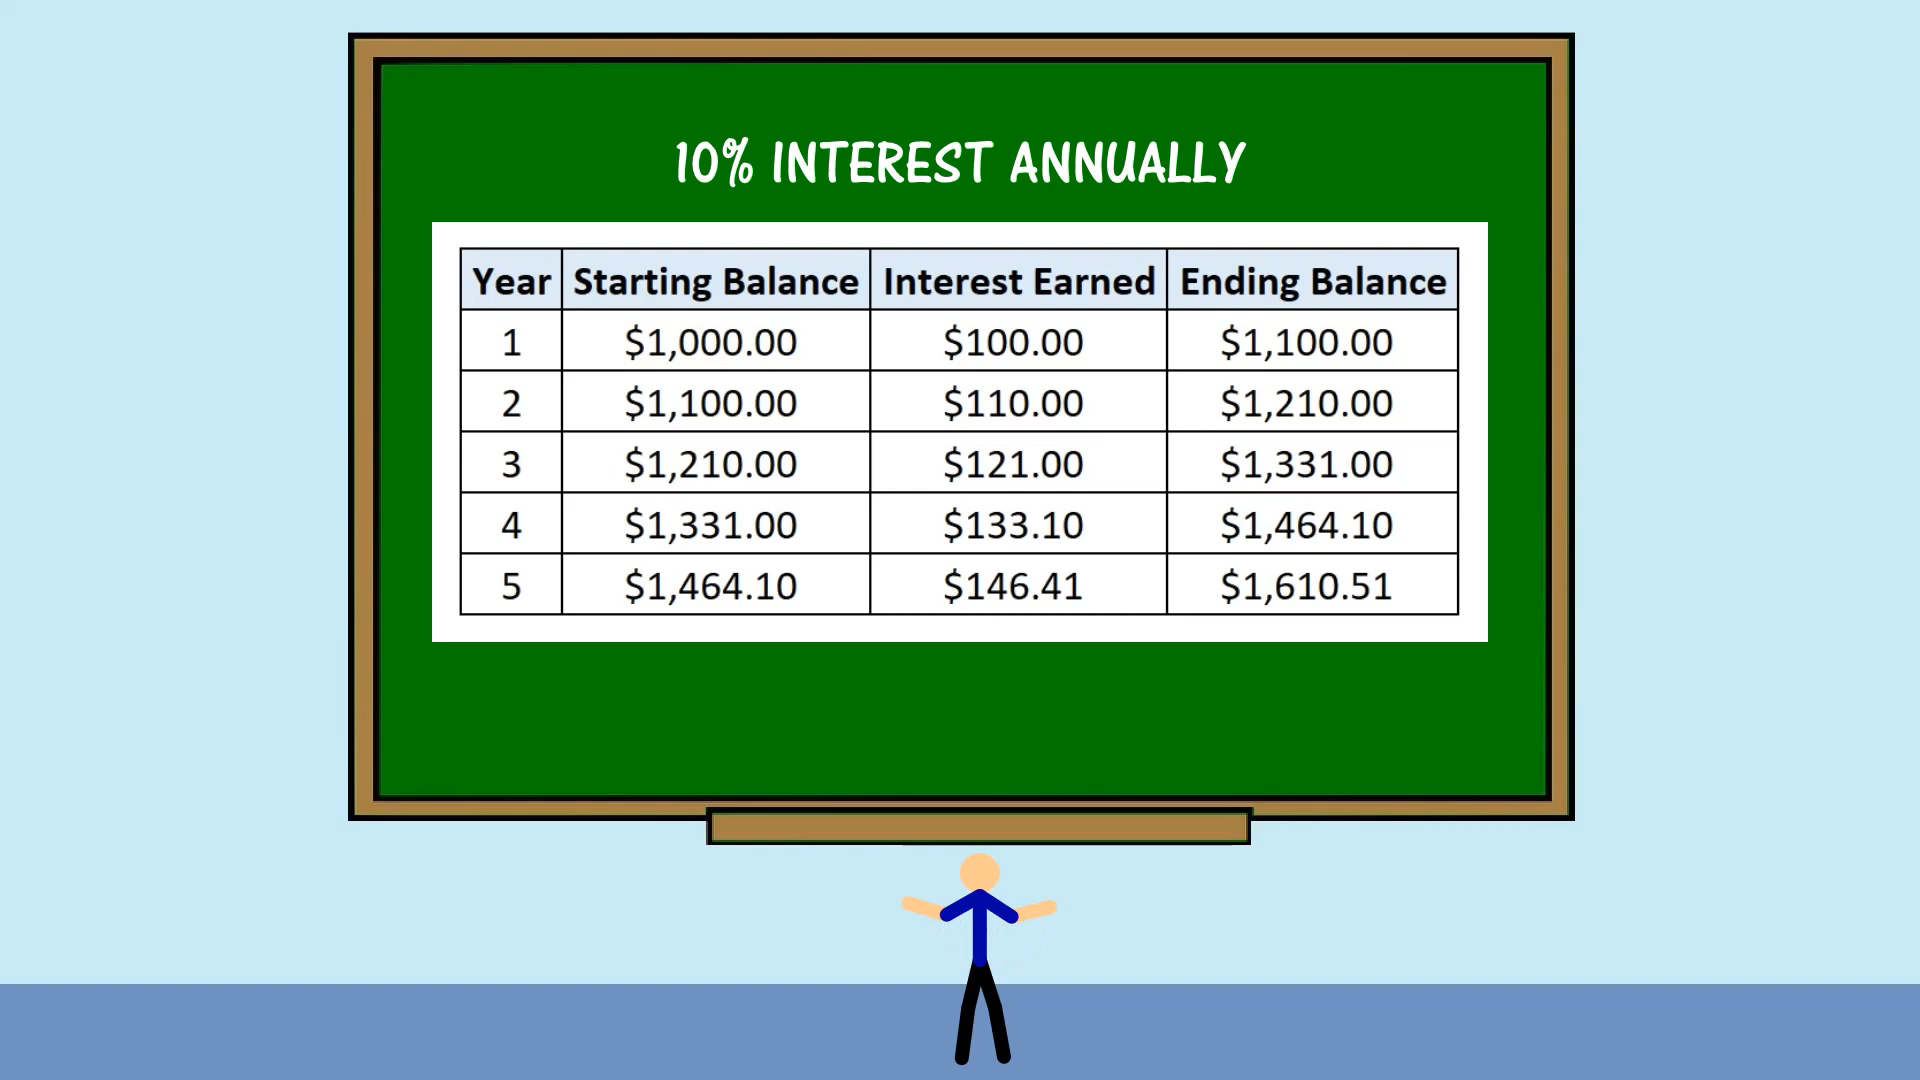 10% INTEREST ANNUALLY
Year Starting Balance Interest Earned Ending Balance
1 $1,000.00 $100.00 $1,100.00
2 $1,100.00 $110.00 $1,210.00
3 $1,210.00 $121.00 $1,331.00
4 $1,331.00 $133.10 $1,464.10
5 $1,464.10 $146.41 $1,610.51